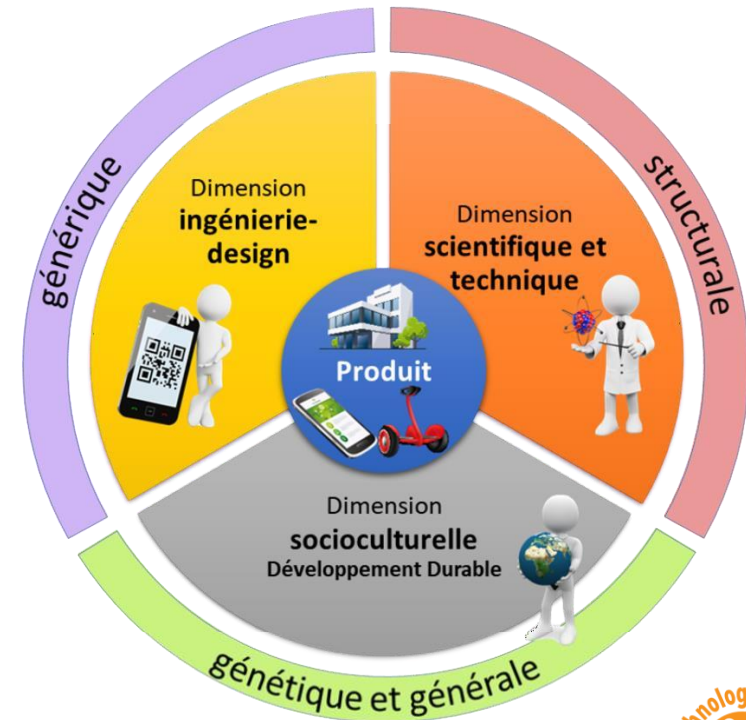 générique
structurale
Dimension
ingénierie-
design
Dimension
scientifique et
technique
Produit
Dimension
socioculturelle
Développement Durable
génétique et générale